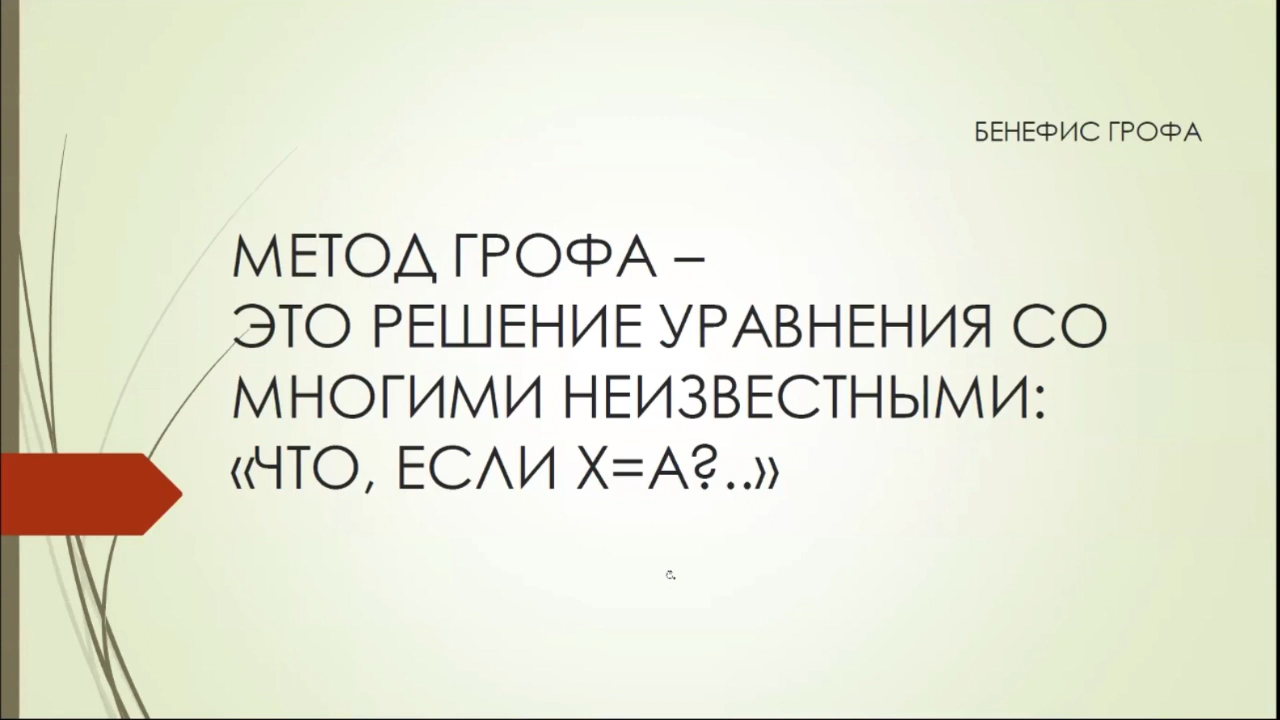 БЕНЕФИС ГРОФА
МЕТОД ГРОФА –
ЭТО РЕШЕНИЕ УРАВНЕНИЯ СО
МНОГИМИ НЕИЗВЕСТНЫМИ:
«ЧТО, ЕСЛИ Х=А?..»